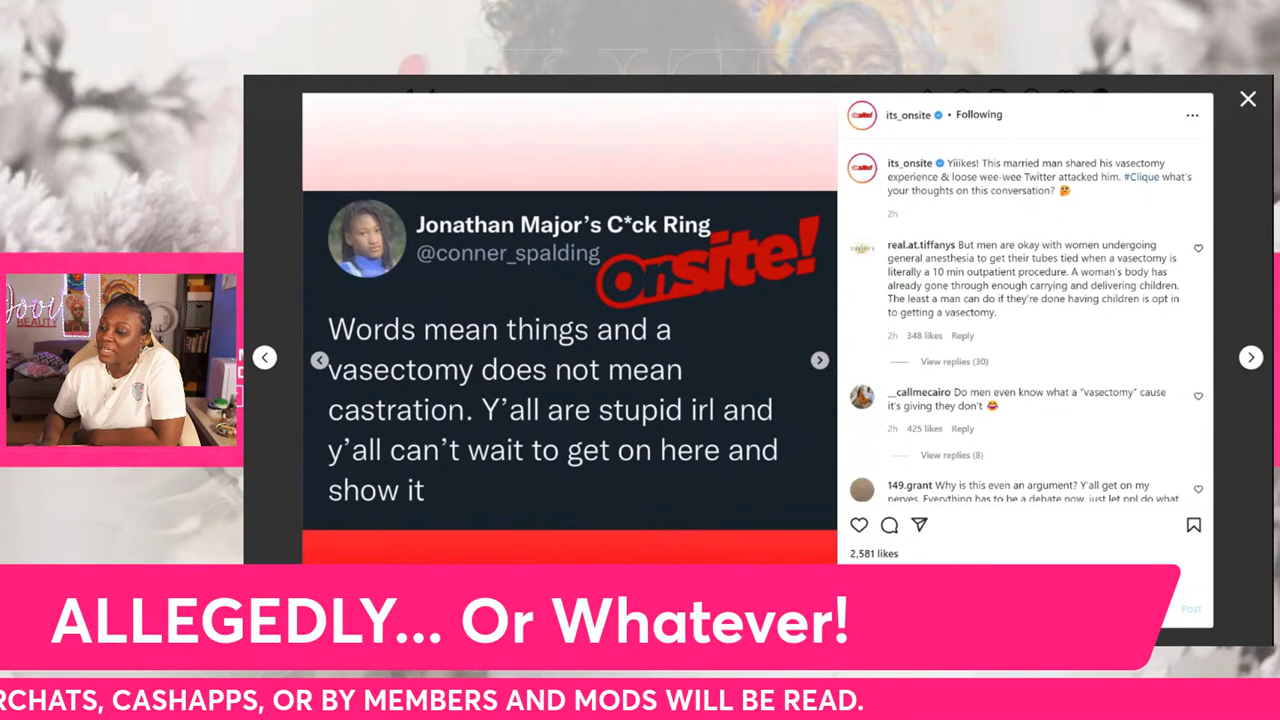 its_onsite • Following
its_onsite Yiiikes! This married man shared his vasectomy
experience & loose wee-wee Twitter attacked him. #Clique what's
your thoughts on this conversation? 🤔
2h
Jonathan Major's C*ck Ring
@conner_spalding
Onsite!
Words mean things and a
vasectomy does not mean
castration. Y'all are stupid irl and
y'all can't wait to get on here and
show it
real.at.tiffanys But men are okay with women undergoing
general anesthesia to get their tubes tied when a vasectomy is
literally a 10 min outpatient procedure. A woman's body has
already gone through enough carrying and delivering children.
The least a man can do if they're done having children is opt in
to getting a vasectomy.
2h 348 likes Reply
View replies (30)
__callmecairo Do men even know what a "vasectomy" cause
it's giving they don't 😂
2h 425 likes Reply
View replies (8)
149.grant Why is this even an argument? Y'all get on my
nerves. Everything has to be a debate now, just let ppl do what
2,581 likes
Post
BEAUTY
ALLEGEDLY... Or Whatever!
RCHATS, CASHAPPS, OR BY MEMBERS AND MODS WILL BE READ.